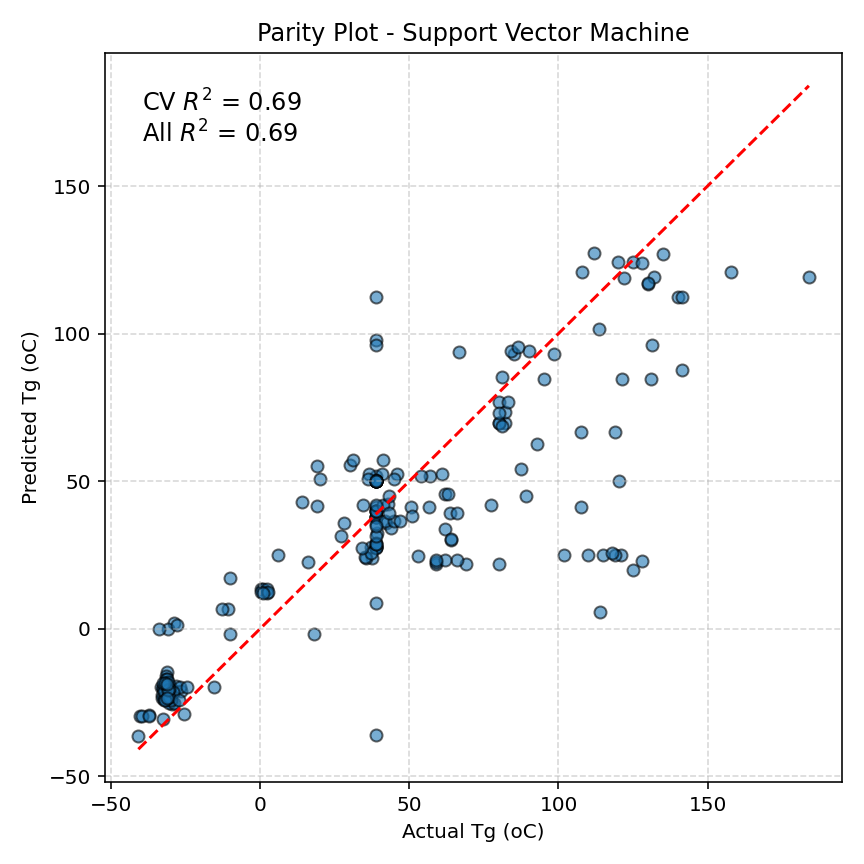 Parity Plot - Support Vector Machine
CV R² = 0.69
All R² = 0.69
150
100
50
0
−50
−50 0 50 100 150
Predicted Tg (oC)
Actual Tg (oC)